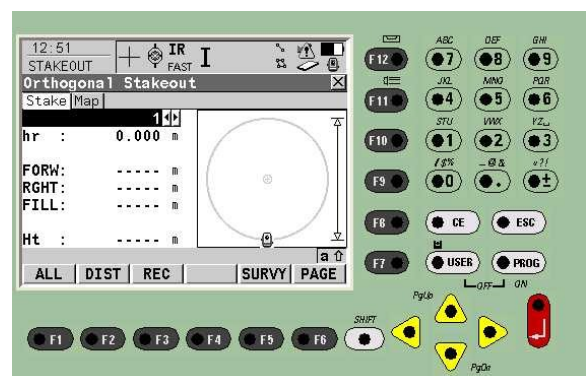 12:51
STAKEOUT
IR
FAST
I
Orthogonal Stakeout
Stake Map
1
hr : 0.000 m
FORW: ----- m
RGHT: ----- m
FILL: ----- m
Ht : ----- m
a
ALL DIST REC SURVY PAGE
F12
F11
F10
F9
F8
F7
ABC DEF GHI
7 8 9
JKL MNO PQR
4 5 6
STU VWX YZ
1 2 3
/$% _@& *?!
0 . ±
CE ESC
USER PROG
OFF ON
PgUp
PgDn
SHIFT
F1 F2 F3 F4 F5 F6